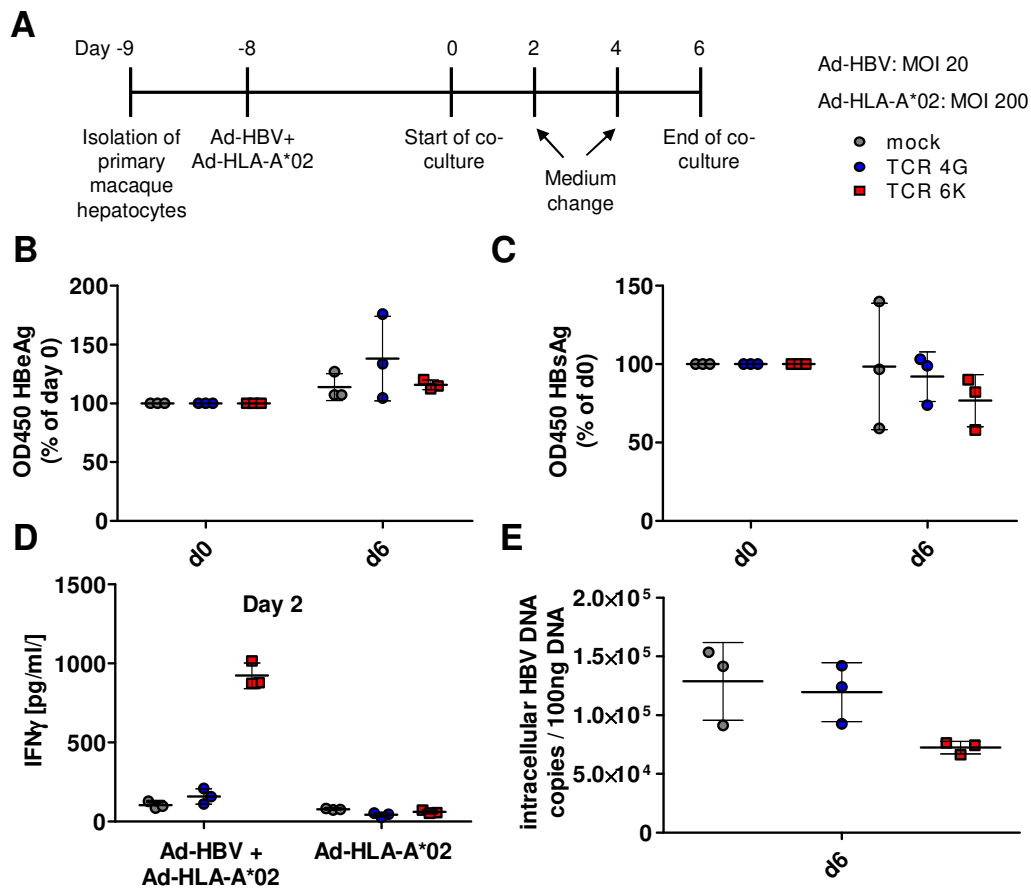 A
Day -9 -8 0 2 4 6
Isolation of primary macaque hepatocytes
Ad-HBV+ Ad-HLA-A*02
Start of co-culture
Medium change
End of co-culture
Ad-HBV: MOI 20
Ad-HLA-A*02: MOI 200
mock
TCR 4G
TCR 6K
B
OD450 HBeAg
(% of day 0)
200
150
100
50
0
d0 d6
C
OD450 HBsAg
(% of d0)
150
100
50
0
d0 d6
D
IFNγ [pg/ml/]
Day 2
1500
1000
500
0
Ad-HBV +
Ad-HLA-A*02
Ad-HLA-A*02
E
intracellular HBV DNA
copies / 100ng DNA
2.0×10⁵
1.5×10⁵
1.0×10⁵
5.0×10⁴
0
d6